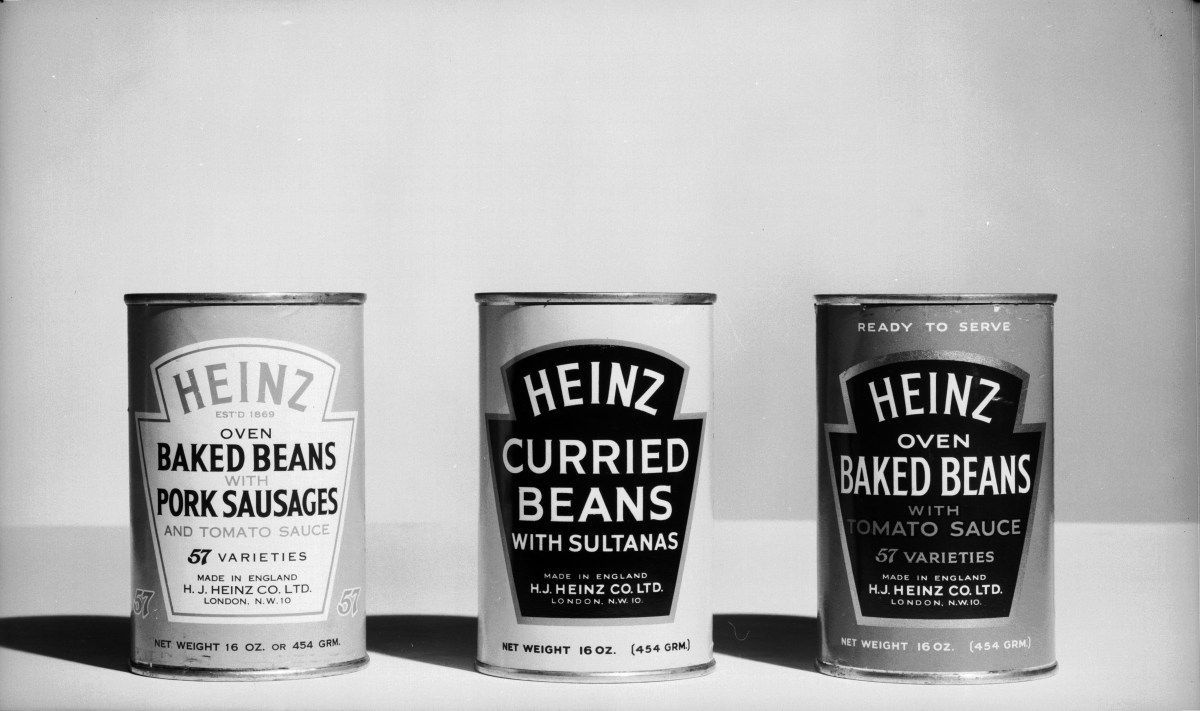 HEINZ
EST'D 1869
OVEN
BAKED BEANS
WITH
PORK SAUSAGES
AND TOMATO SAUCE
57 VARIETIES
MADE IN ENGLAND
H. J. HEINZ CO. LTD.
LONDON, N.W. 10
57
57
NET WEIGHT 16 OZ. OR 454 GRM.
HEINZ
CURRIED
BEANS
WITH SULTANAS
MADE IN ENGLAND
H.J. HEINZ CO. LTD.
LONDON, N.W. 10.
NET WEIGHT 16 OZ. (454 GRM.)
READY TO SERVE
HEINZ
OVEN
BAKED BEANS
WITH
TOMATO SAUCE
57 VARIETIES
MADE IN ENGLAND
H.J. HEINZ CO. LTD.
LONDON, N.W. 10.
NET WEIGHT 16 OZ. (454 GRM.)